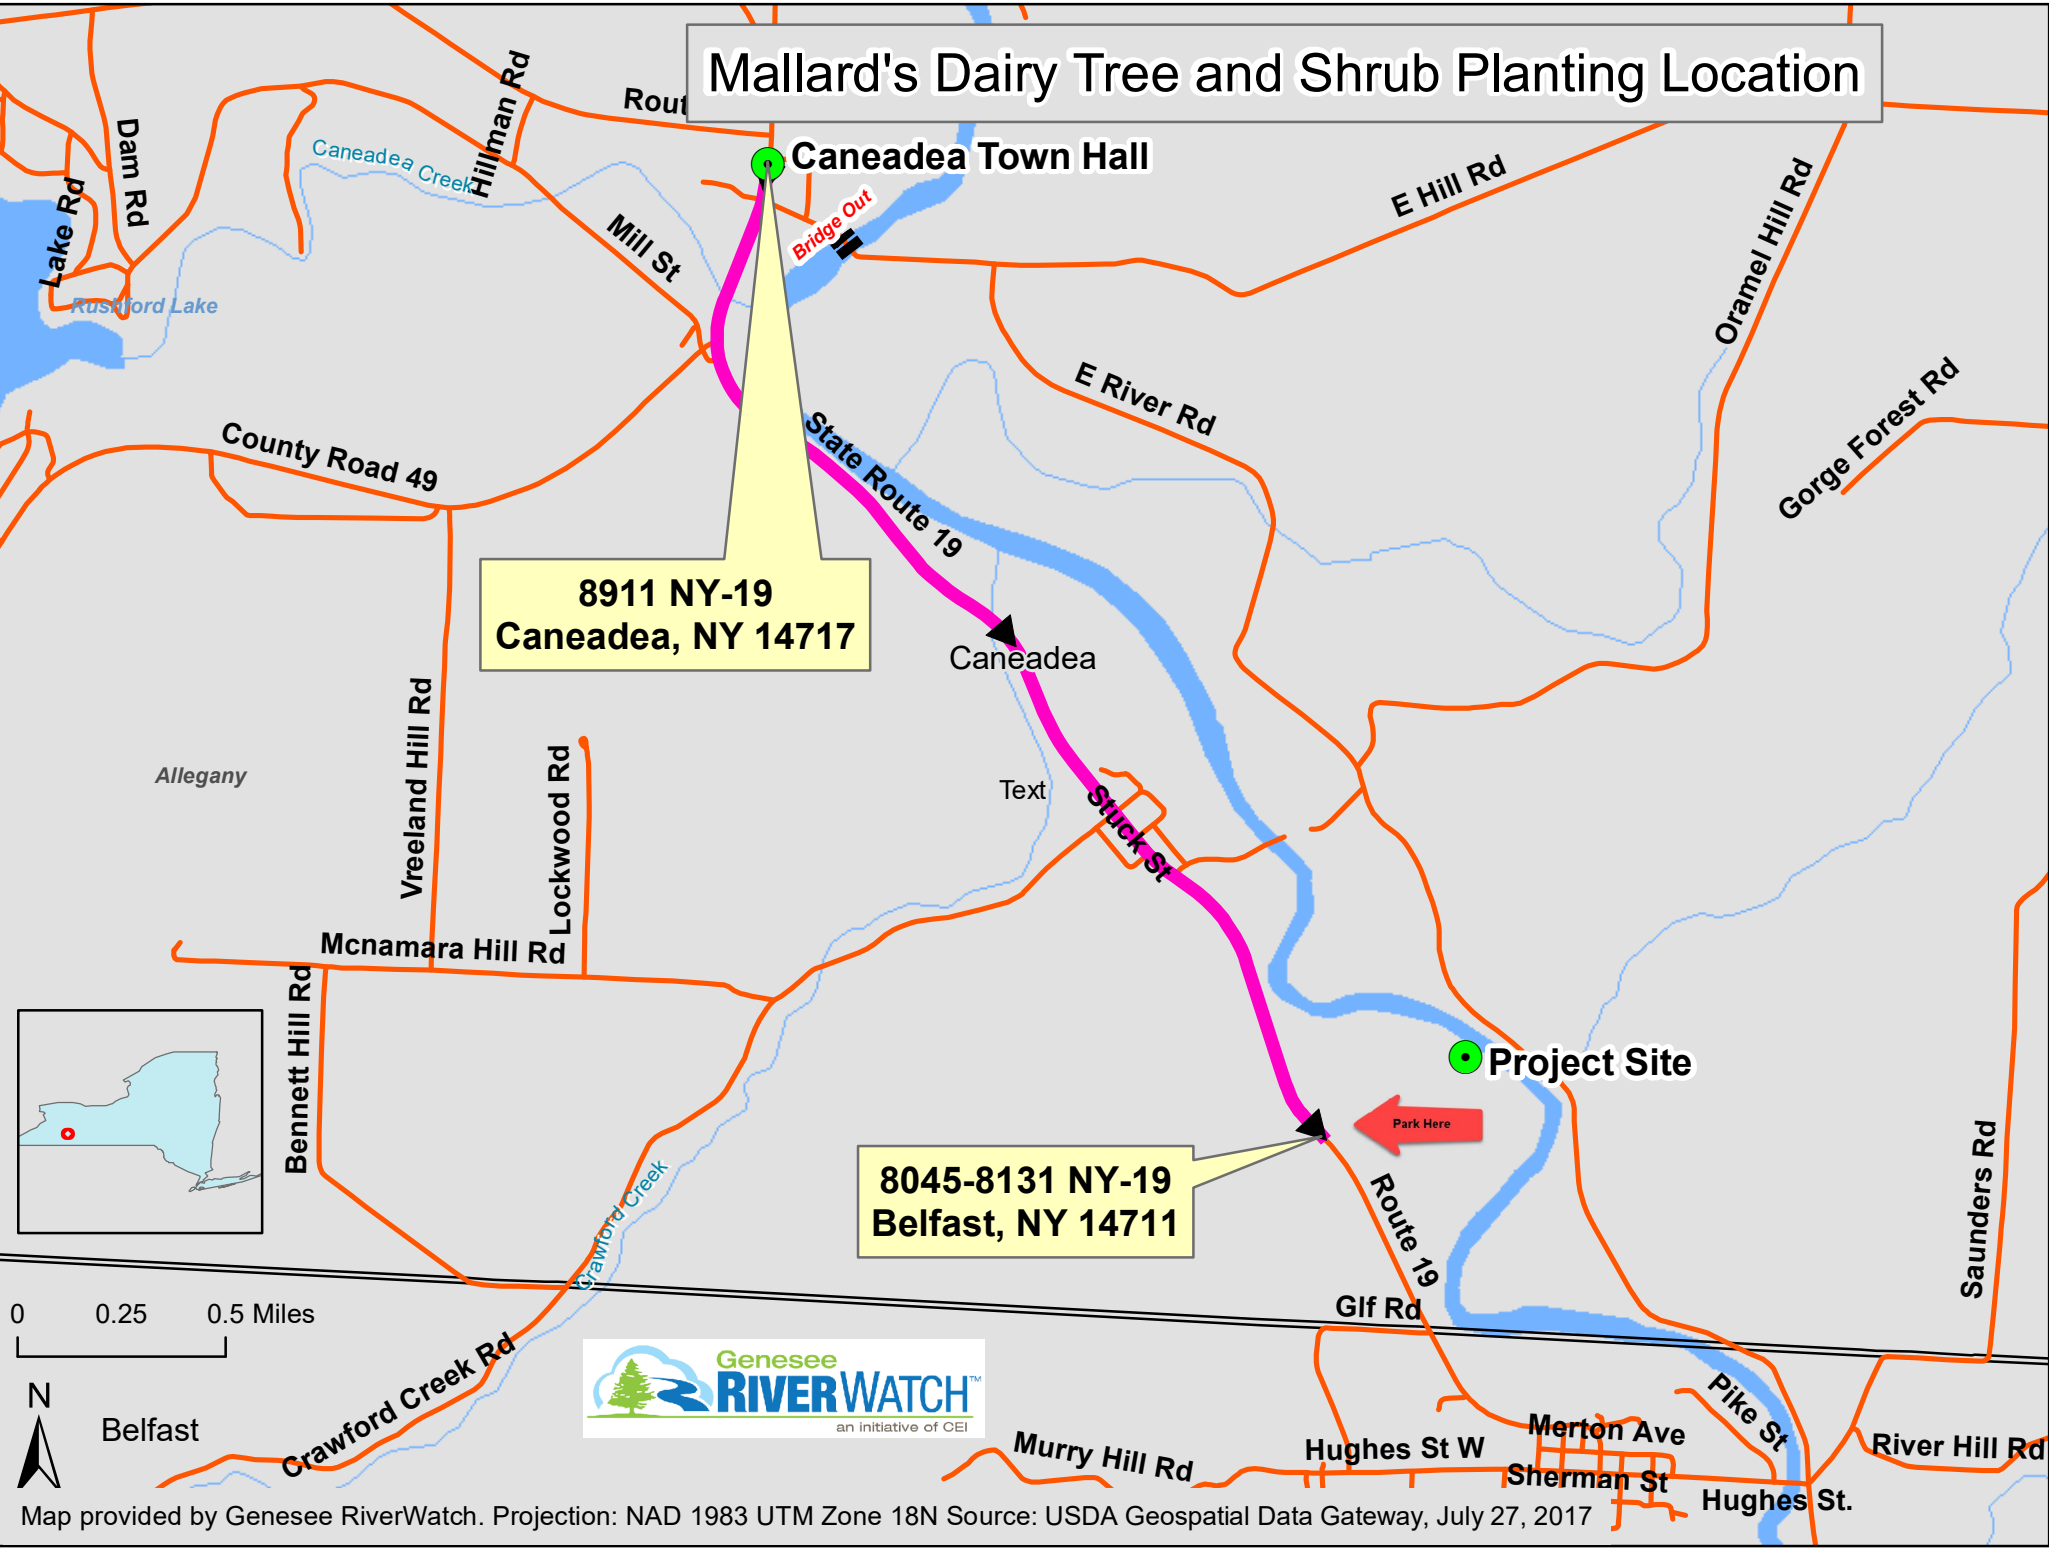 Mallard's Dairy Tree and Shrub Planting Location
Rout
Hillman Rd
Dam Rd
Lake Rd
Caneadea Creek
Caneadea Town Hall
Bridge Out
E Hill Rd
Oramel Hill Rd
Mill St
Rushford Lake
E River Rd
Gorge Forest Rd
County Road 49
State Route 19
8911 NY-19
Caneadea, NY 14717
Caneadea
Vreeland Hill Rd
Lockwood Rd
Allegany
Text
Stuck St
Mcnamara Hill Rd
Bennett Hill Rd
Project Site
Park Here
8045-8131 NY-19
Belfast, NY 14711
Route 19
Saunders Rd
Crawford Creek
Glf Rd
0 0.25 0.5 Miles
N
Belfast
Crawford Creek Rd
Genesee
RIVERWATCH™
an initiative of CEI
Murry Hill Rd
Hughes St W
Merton Ave
Sherman St
Pike St
Hughes St.
River Hill Rd
Map provided by Genesee RiverWatch. Projection: NAD 1983 UTM Zone 18N Source: USDA Geospatial Data Gateway, July 27, 2017